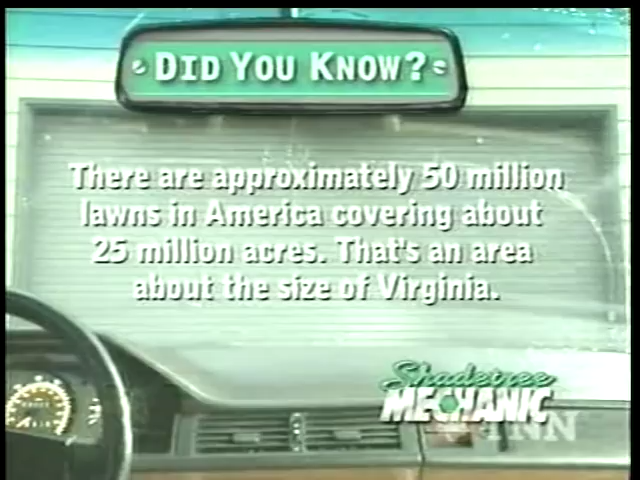 DID YOU KNOW?
There are approximately 50 million
lawns in America covering about
25 million acres. That's an area
about the size of Virginia.
Shadetree
MECHANIC
TNN